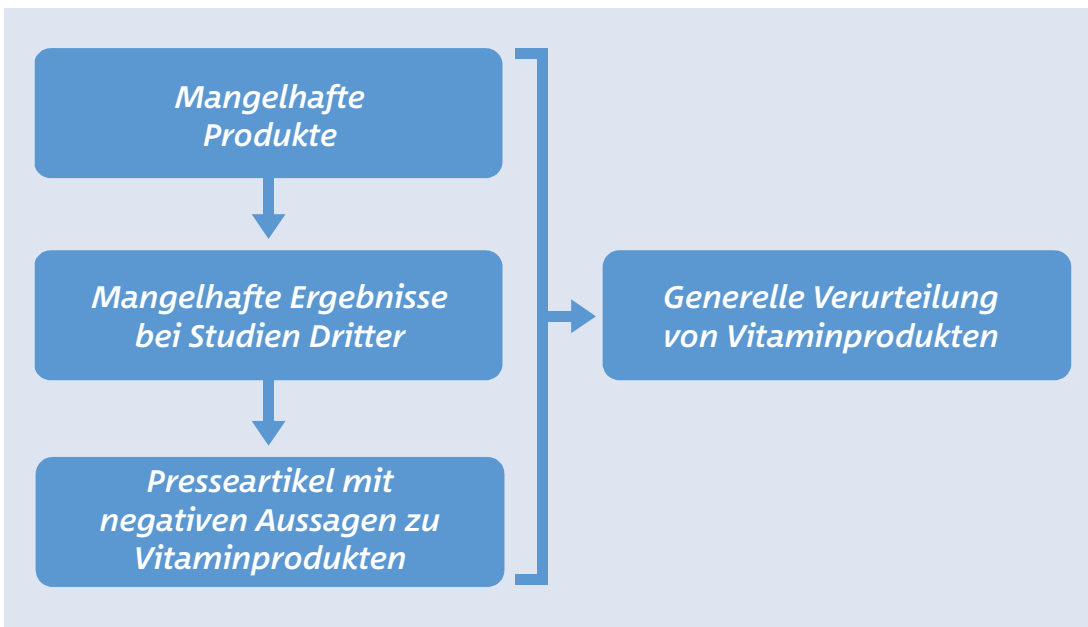 Mangelhafte
Produkte
Mangelhafte Ergebnisse
bei Studien Dritter
Presseartikel mit
negativen Aussagen zu
Vitaminprodukten
Generelle Verurteilung
von Vitaminprodukten